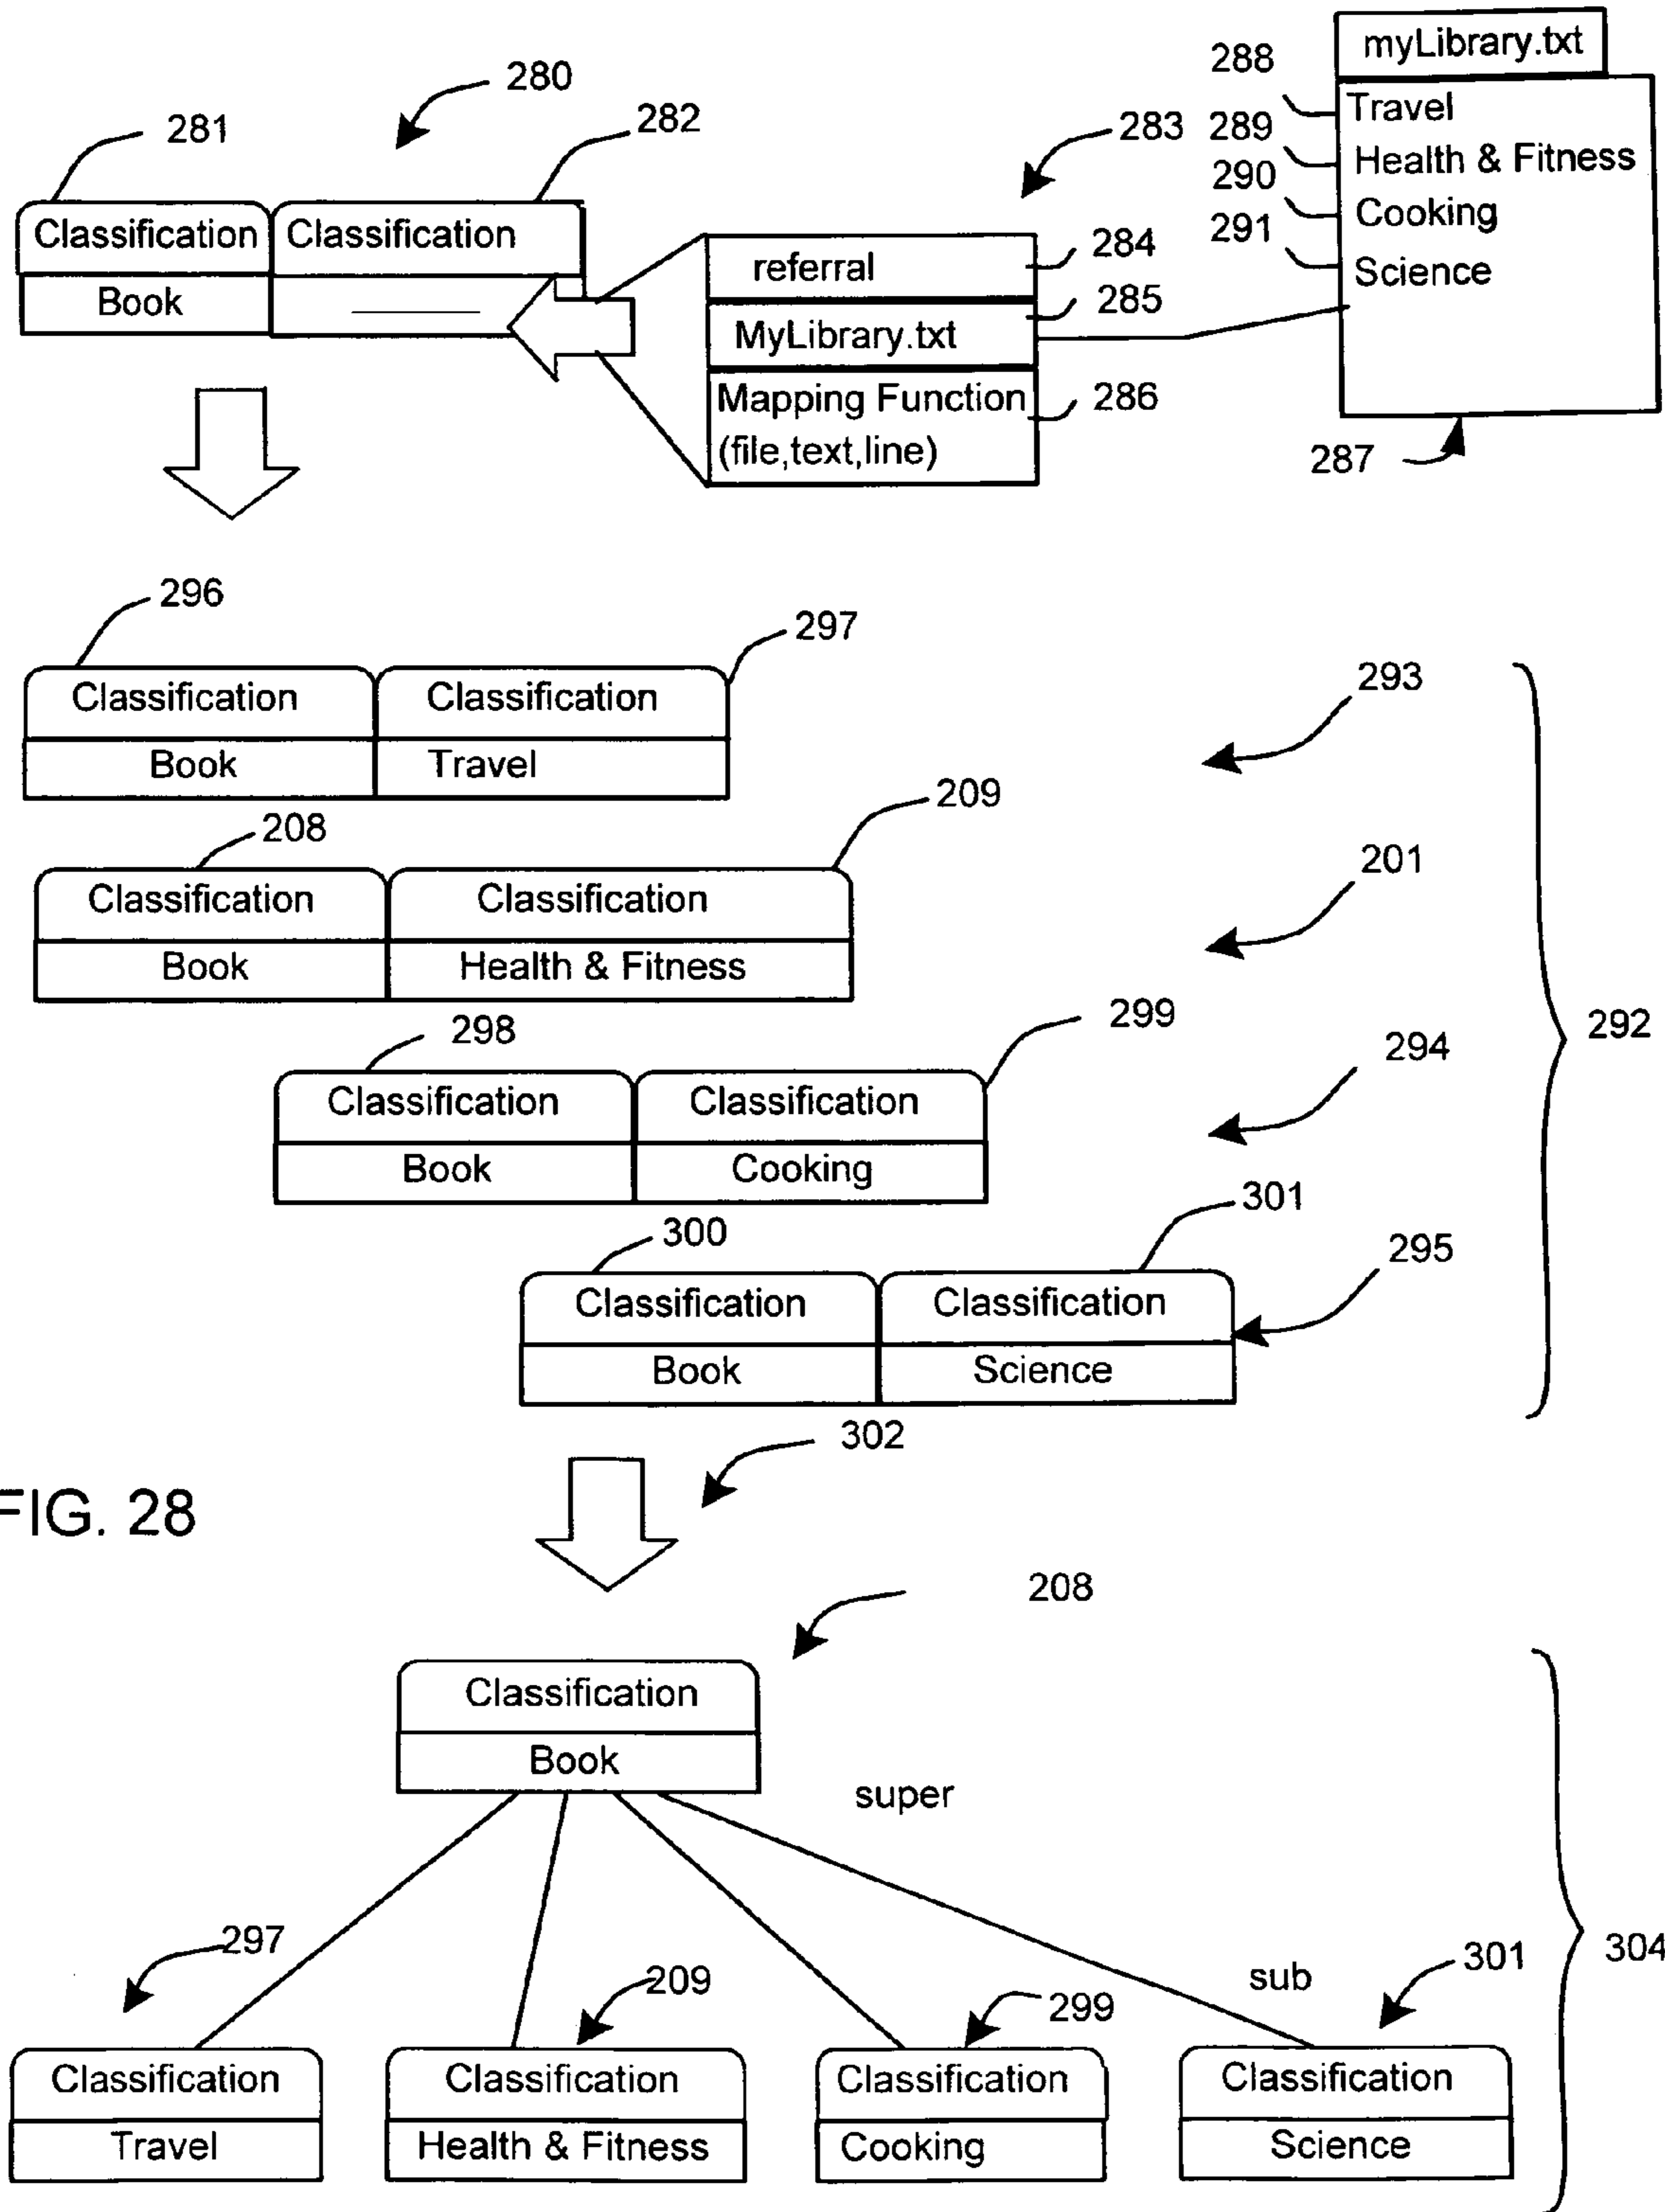 myLibrary.txt
288
280
Travel
281
282
283
289
Health & Fitness
290
Cooking
291
Classification
Classification
284
referral
Science
Book
285
MyLibrary.txt
Mapping Function
(file,text,line)
286
287
296
297
293
Classification
Classification
Book
Travel
209
208
201
Classification
Classification
Book
Health & Fitness
298
299
292
294
Classification
Classification
Book
Cooking
301
300
295
Classification
Classification
Book
Science
302
FIG. 28
208
Classification
Book
super
297
304
301
209
sub
299
Classification
Classification
Classification
Classification
Travel
Health & Fitness
Cooking
Science